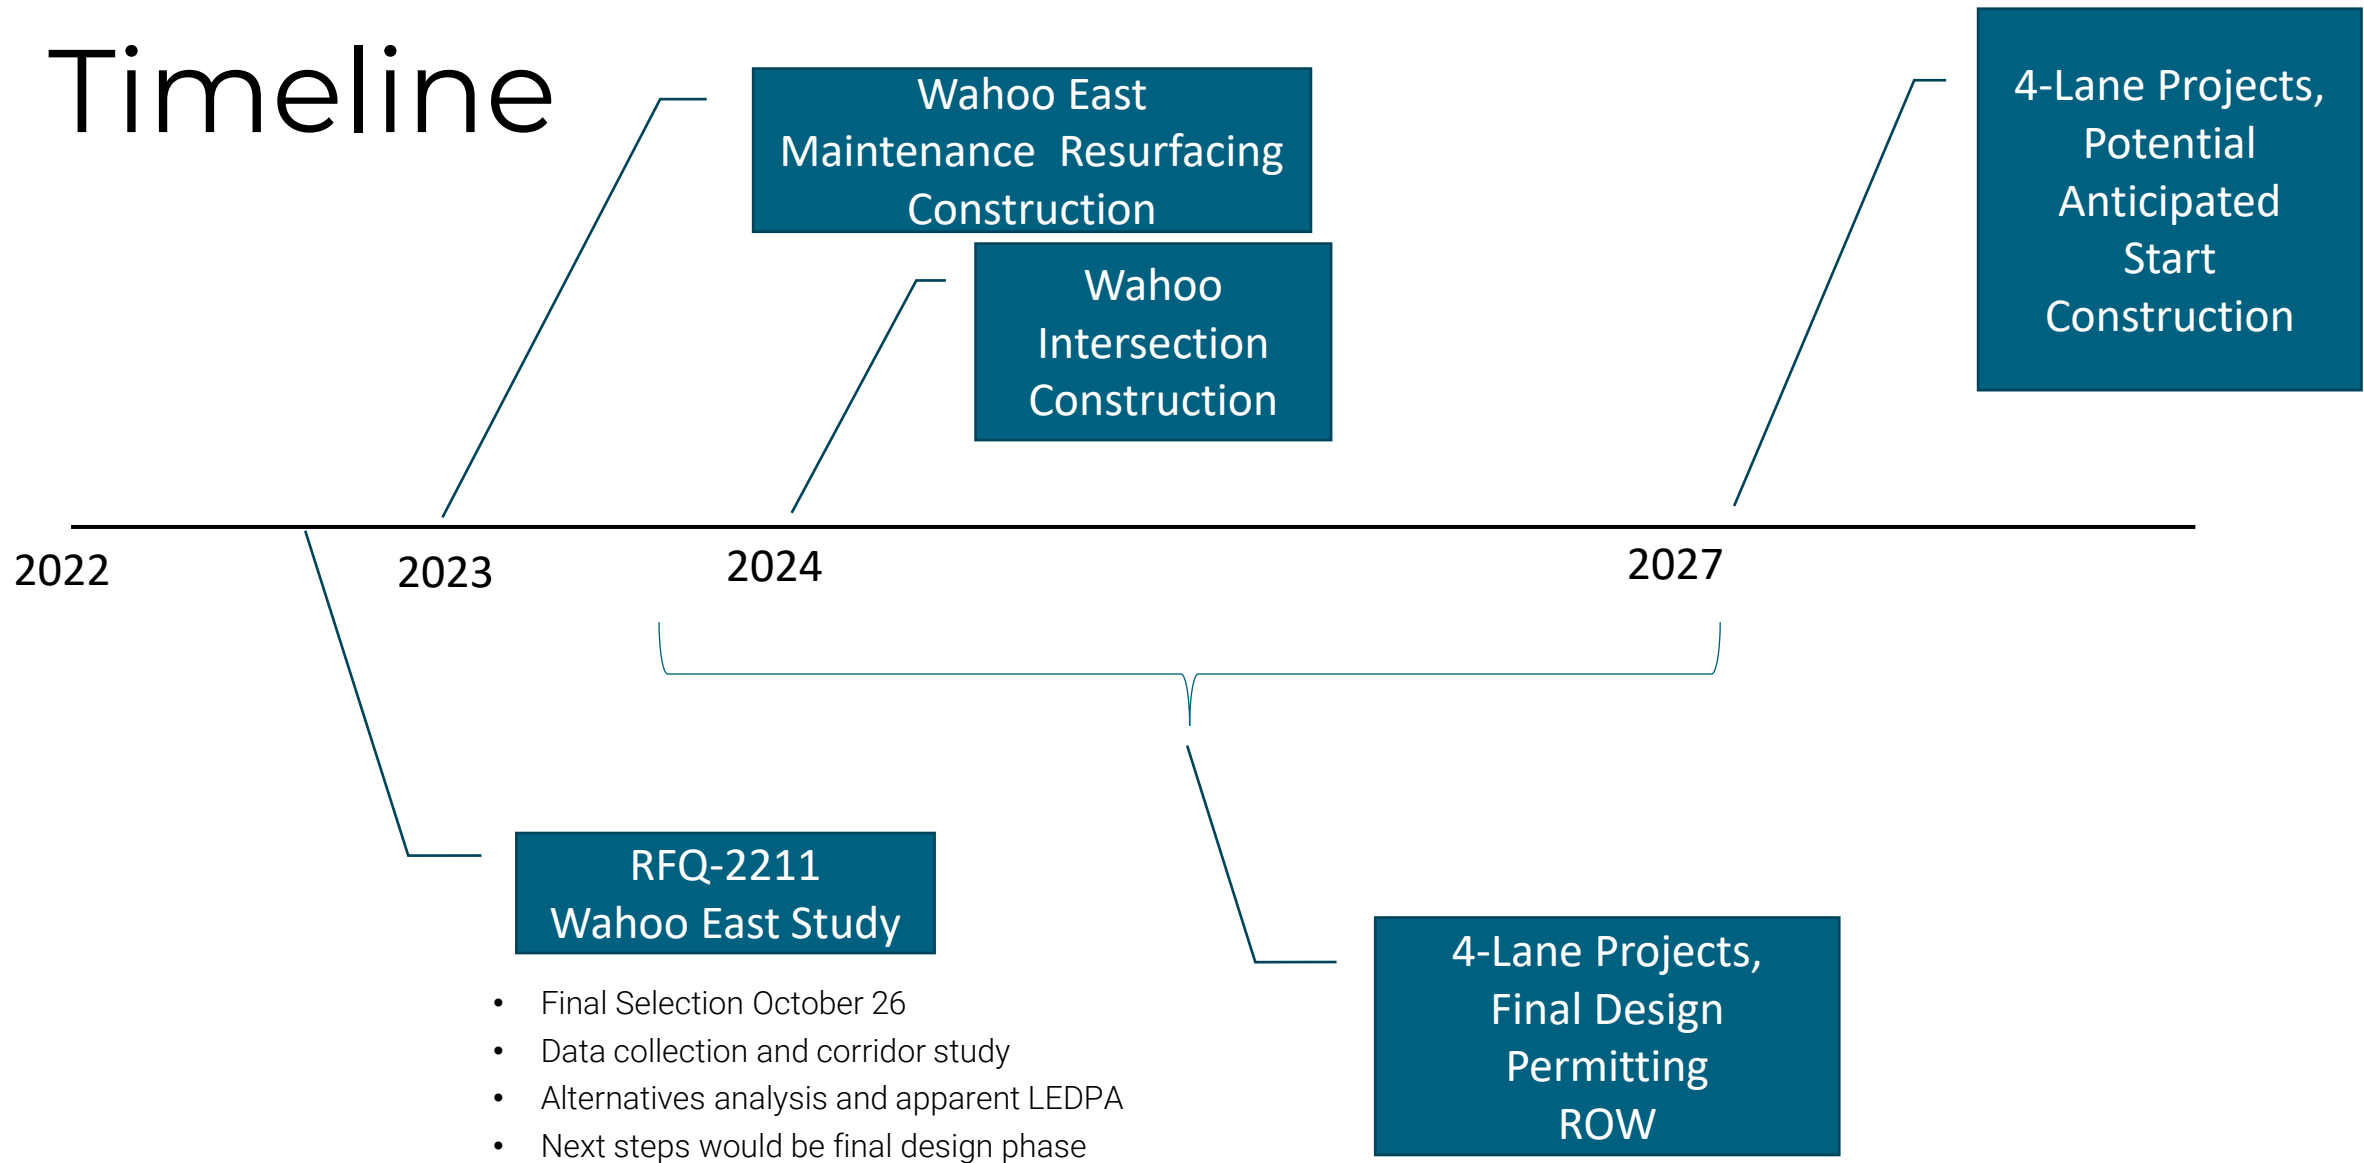 Timeline
Wahoo East
Maintenance  Resurfacing
Construction
Wahoo
Intersection
Construction
4-Lane Projects,
Potential
Anticipated
Start
Construction
2022
2023
2024
2027
RFQ-2211
Wahoo East Study
• Final Selection October 26
• Data collection and corridor study
• Alternatives analysis and apparent LEDPA
• Next steps would be final design phase
4-Lane Projects,
Final Design
Permitting
ROW